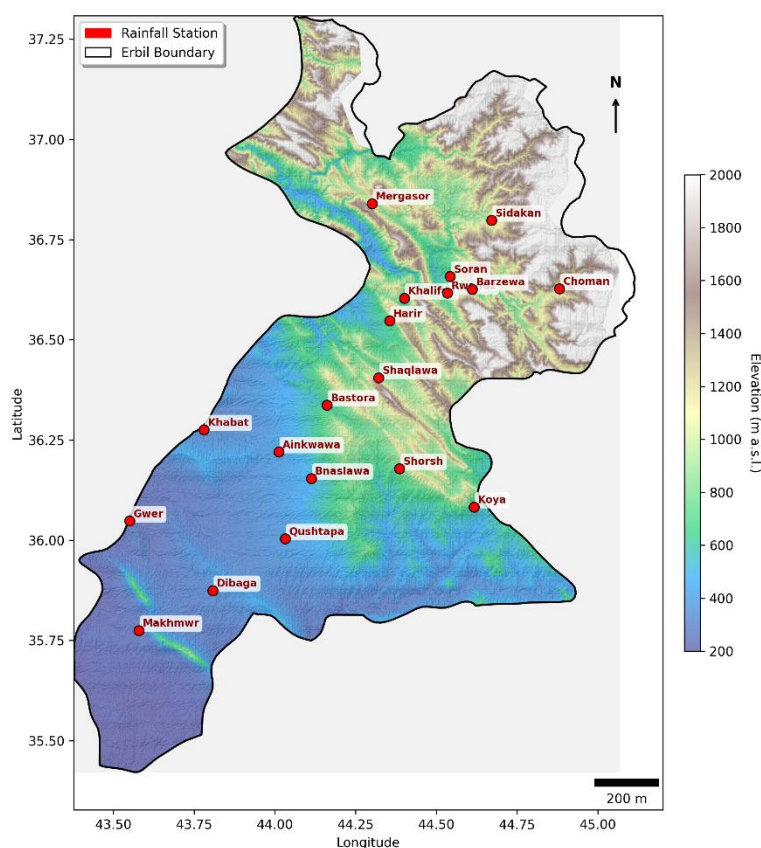 Rainfall Station
Erbil Boundary
N
Mergasor
Sidakan
Soran
Barzewa
Choman
Harir
Shaqlawa
Bastora
Khabat
Ainkwawa
Shorsh
Bnaslawa
Koya
Gwer
Qushtapa
Dibaga
Makhmwr
37.25
37.00
36.75
36.50
36.25
36.00
35.75
35.50
Latitude
43.50 43.75 44.00 44.25 44.50 44.75 45.00
Longitude
200 m
2000
1800
1600
1400
1200
1000
800
600
400
200
Elevation (m a.s.l.)